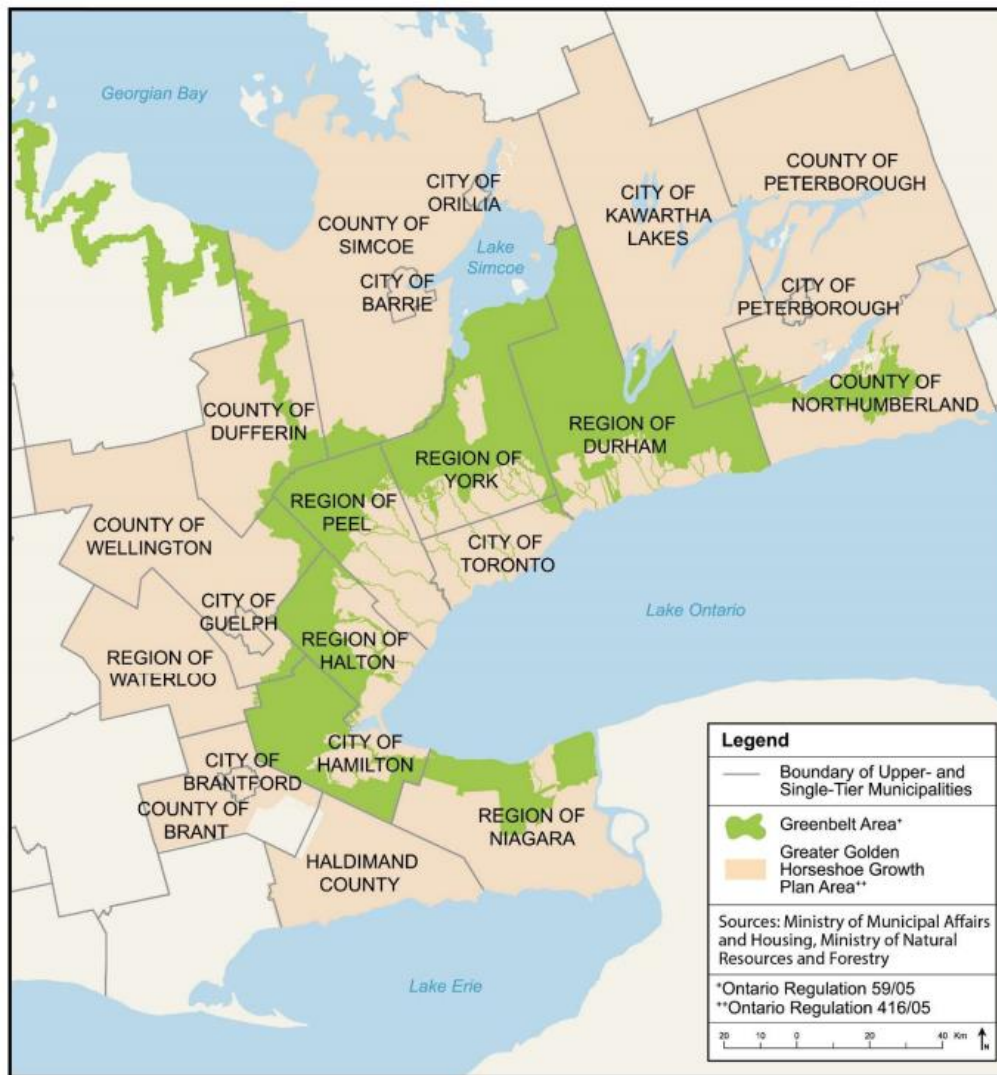 Georgian Bay
CITY OF
ORILLIA
COUNTY OF
SIMCOE
Lake
Simcoe
CITY OF
BARRIE
CITY OF
KAWARTHA
LAKES
COUNTY OF
PETERBOROUGH
CITY OF
PETERBOROUGH
COUNTY OF
NORTHUMBERLAND
COUNTY OF
DUFFERIN
REGION OF
DURHAM
REGION OF
YORK
REGION OF
PEEL
COUNTY OF
WELLINGTON
CITY OF
TORONTO
CITY OF
GUELPH
Lake Ontario
REGION OF
HALTON
REGION OF
WATERLOO
CITY OF
HAMILTON
CITY OF
BRANTFORD
COUNTY OF
BRANT
REGION OF
NIAGARA
HALDIMAND
COUNTY
Lake Erie
Legend
Boundary of Upper- and
Single-Tier Municipalities
Greenbelt Area+
Greater Golden
Horseshoe Growth
Plan Area++
Sources: Ministry of Municipal Affairs
and Housing, Ministry of Natural
Resources and Forestry
+Ontario Regulation 59/05
++Ontario Regulation 416/05
20 10 0 20 40 Km
N